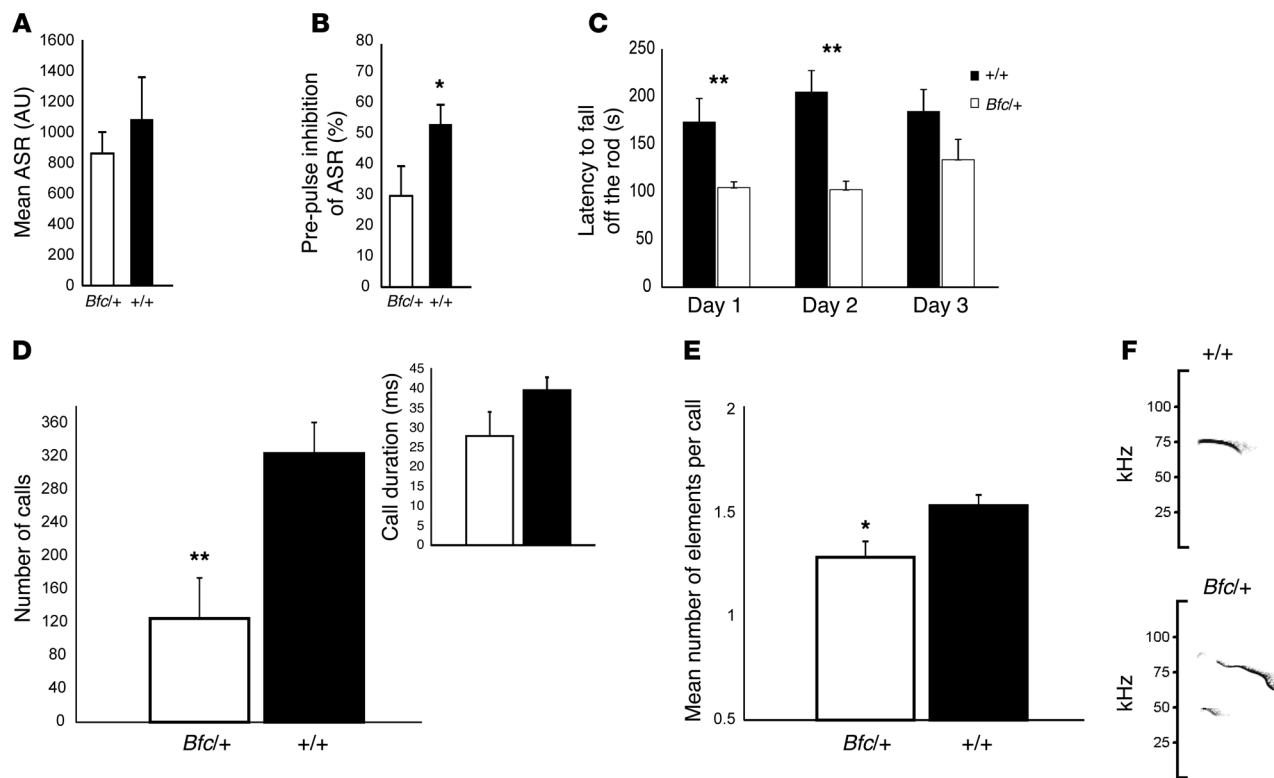 A
Mean ASR (AU)
1600
1400
1200
1000
800
600
400
200
0
Bfc/+ +/+
B
Pre-pulse inhibition
of ASR (%)
80
70
60
50
40
30
20
10
0
*
Bfc/+ +/+
C
Latency to fall
off the rod (s)
250
200
150
100
50
0
**
**
+/+
Bfc/+
Day 1 Day 2 Day 3
D
Number of calls
360
320
280
240
200
160
120
80
40
0
**
Bfc/+ +/+
Call duration (ms)
45
40
35
30
25
20
15
10
5
0
E
Mean number of elements per call
2
1.5
1
0.5
*
Bfc/+ +/+
F
+/+
kHz
100
75
50
25
Bfc/+
kHz
100
75
50
25